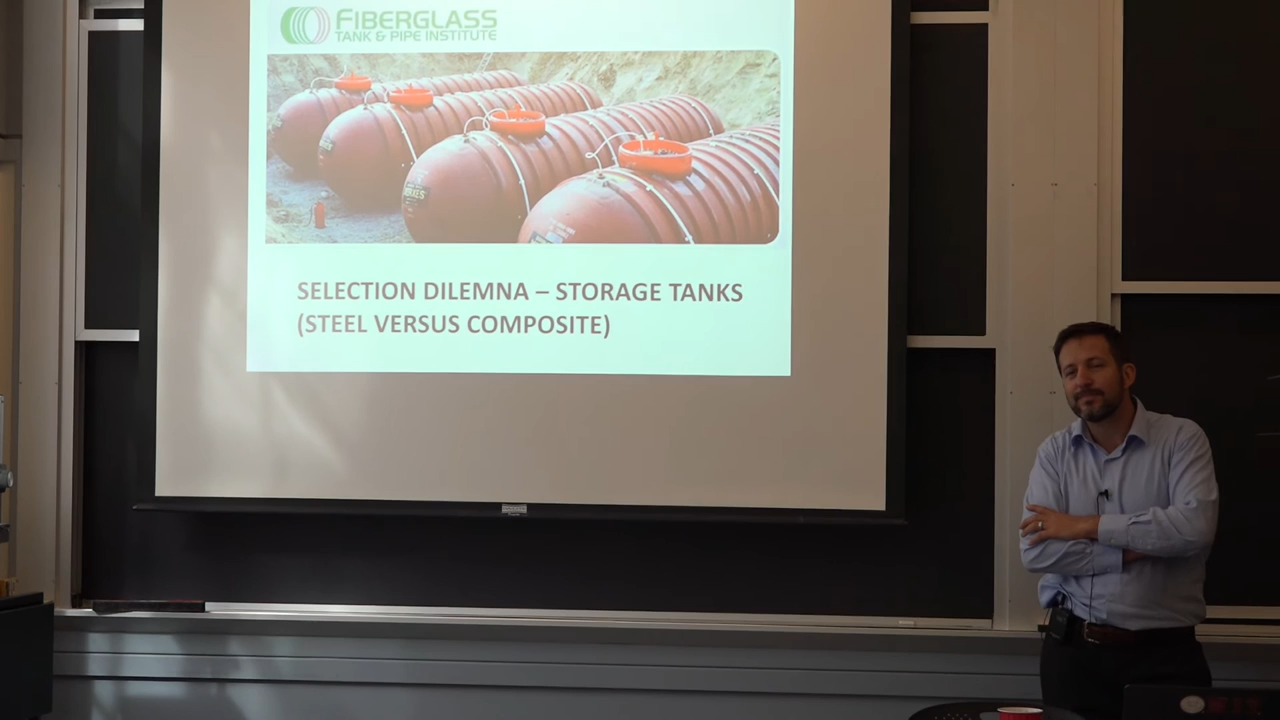 FIBERGLASS
TANK & PIPE INSTITUTE
SELECTION DILEMNA – STORAGE TANKS
(STEEL VERSUS COMPOSITE)